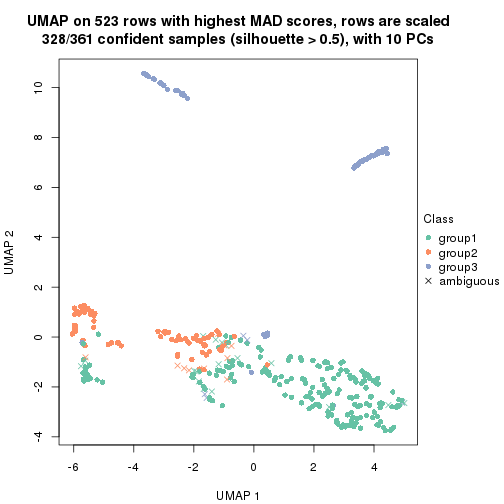 UMAP on 523 rows with highest MAD scores, rows are scaled
328/361 confident samples (silhouette > 0.5), with 10 PCs
10
8
6
4
2
0
-2
-4
UMAP 2
-6
-4
-2
0
2
4
UMAP 1
Class
group1
group2
group3
ambiguous